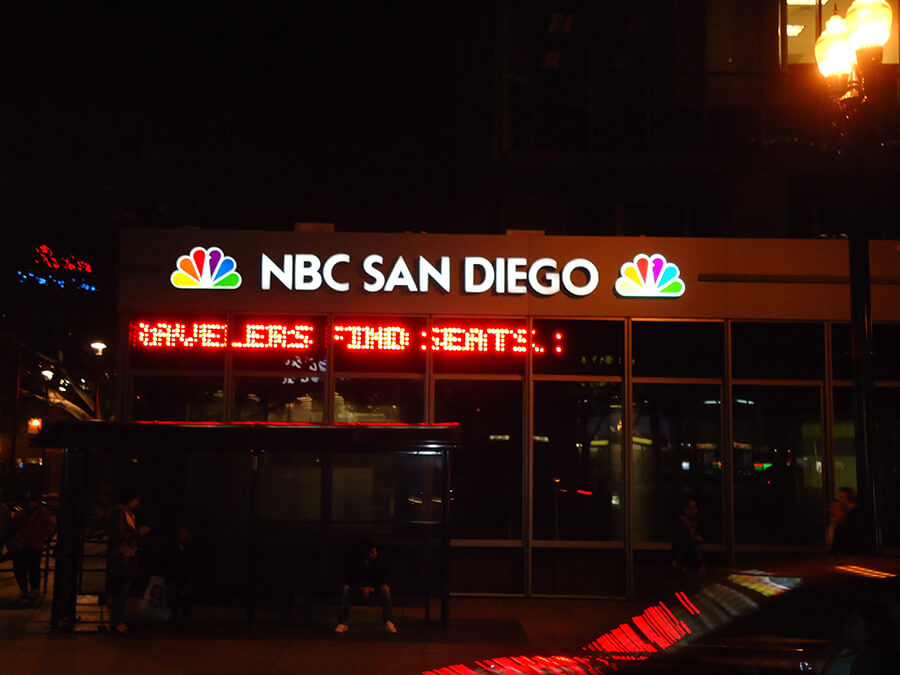 NBC SAN DIEGO
RAVELERS FIND SEATS...